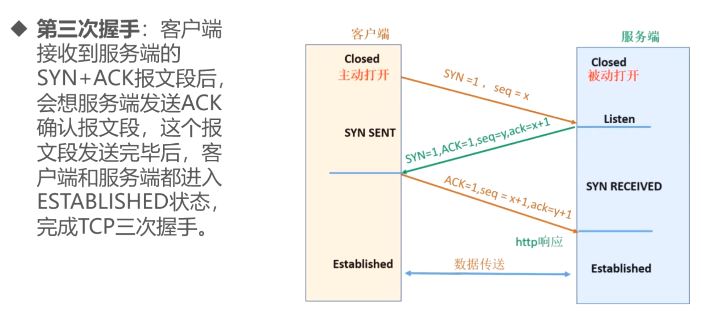 ◆ 第三次握手：客户端
接收到服务端的
SYN+ACK报文段后，
会想服务端发送ACK
确认报文段，这个报
文段发送完毕后，客
户端和服务端都进入
ESTABLISHED状态，
完成TCP三次握手。
客户端
服务端
Closed
主动打开
Closed
被动打开
SYN =1 ，seq = x
Listen
SYN SENT
SYN=1,ACK=1,seq=y,ack=x+1
ACK=1,seq = x+1,ack=y+1
SYN RECEIVED
http响应
Established
数据传送
Established